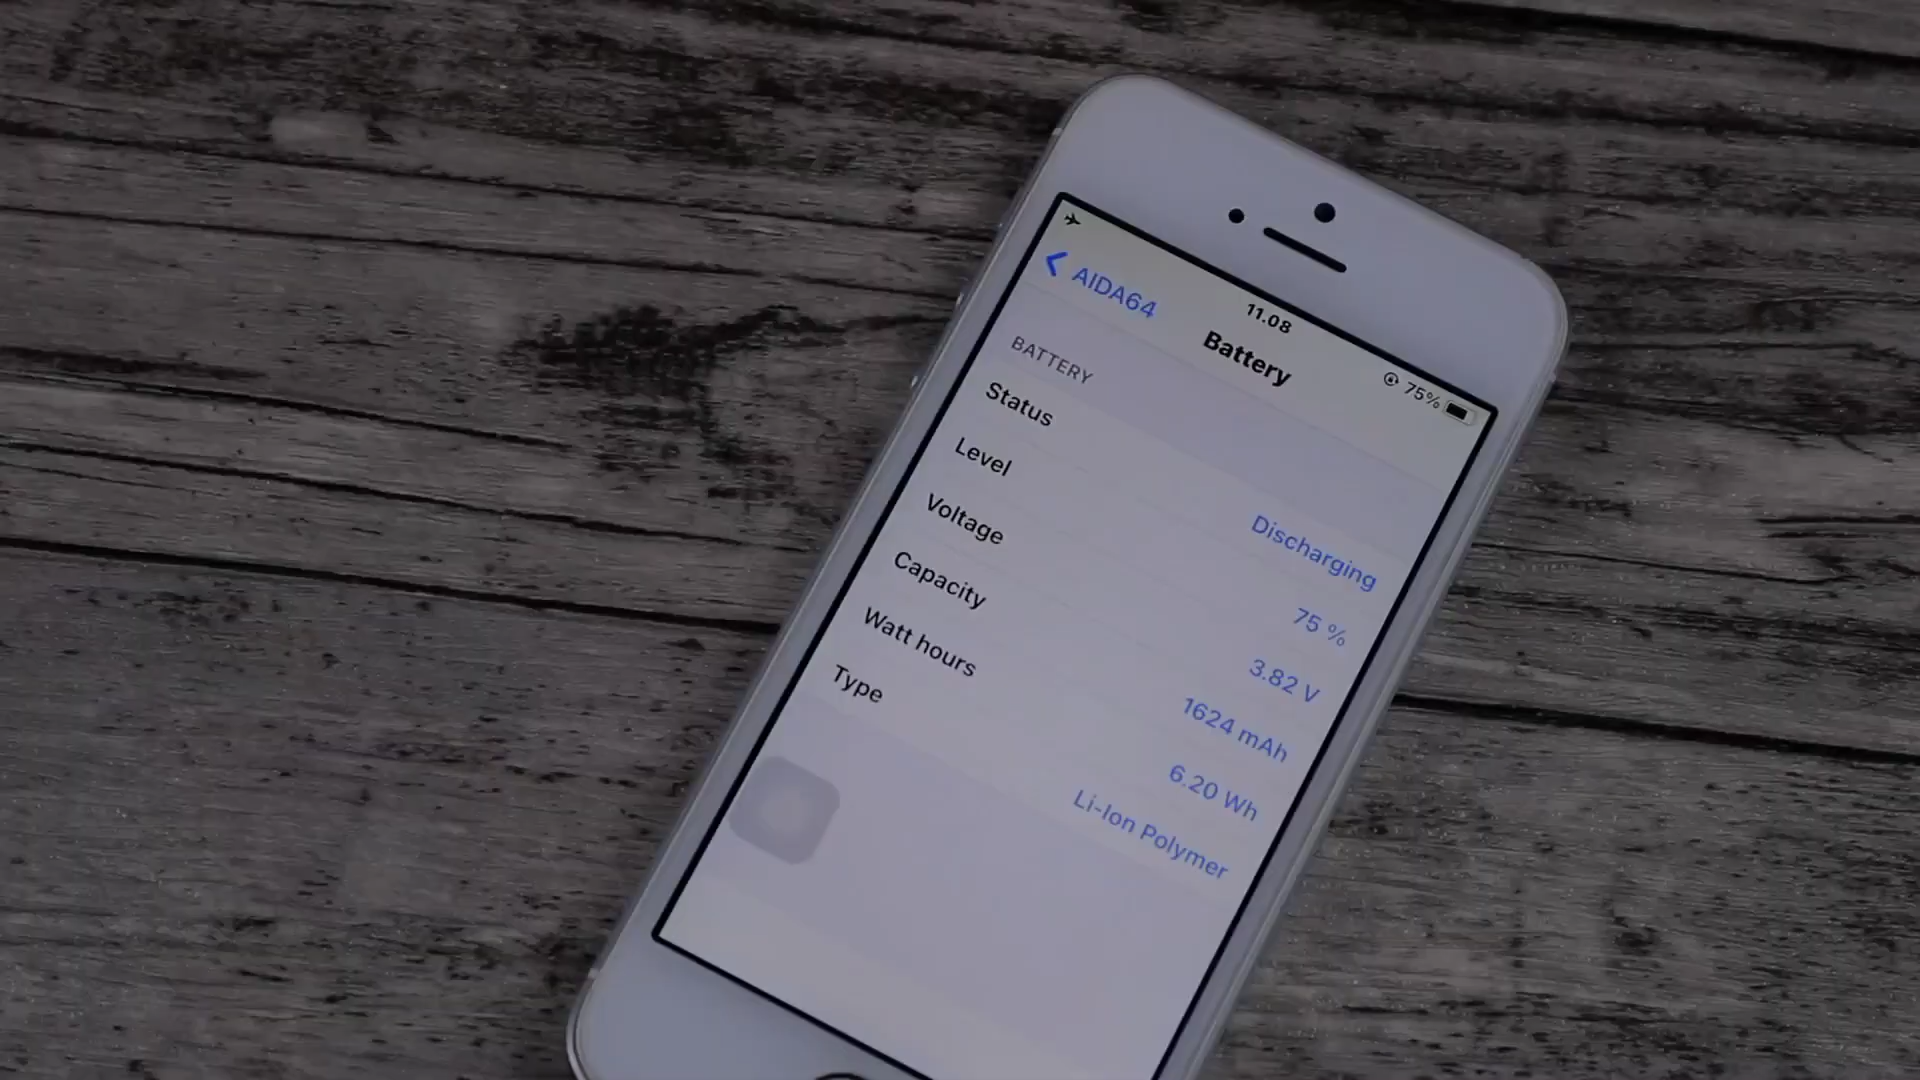 11.08
75%
AIDA64
Battery
BATTERY
Status Discharging
Level 75 %
Voltage 3.82 V
Capacity 1624 mAh
Watt hours 6.20 Wh
Type Li-Ion Polymer